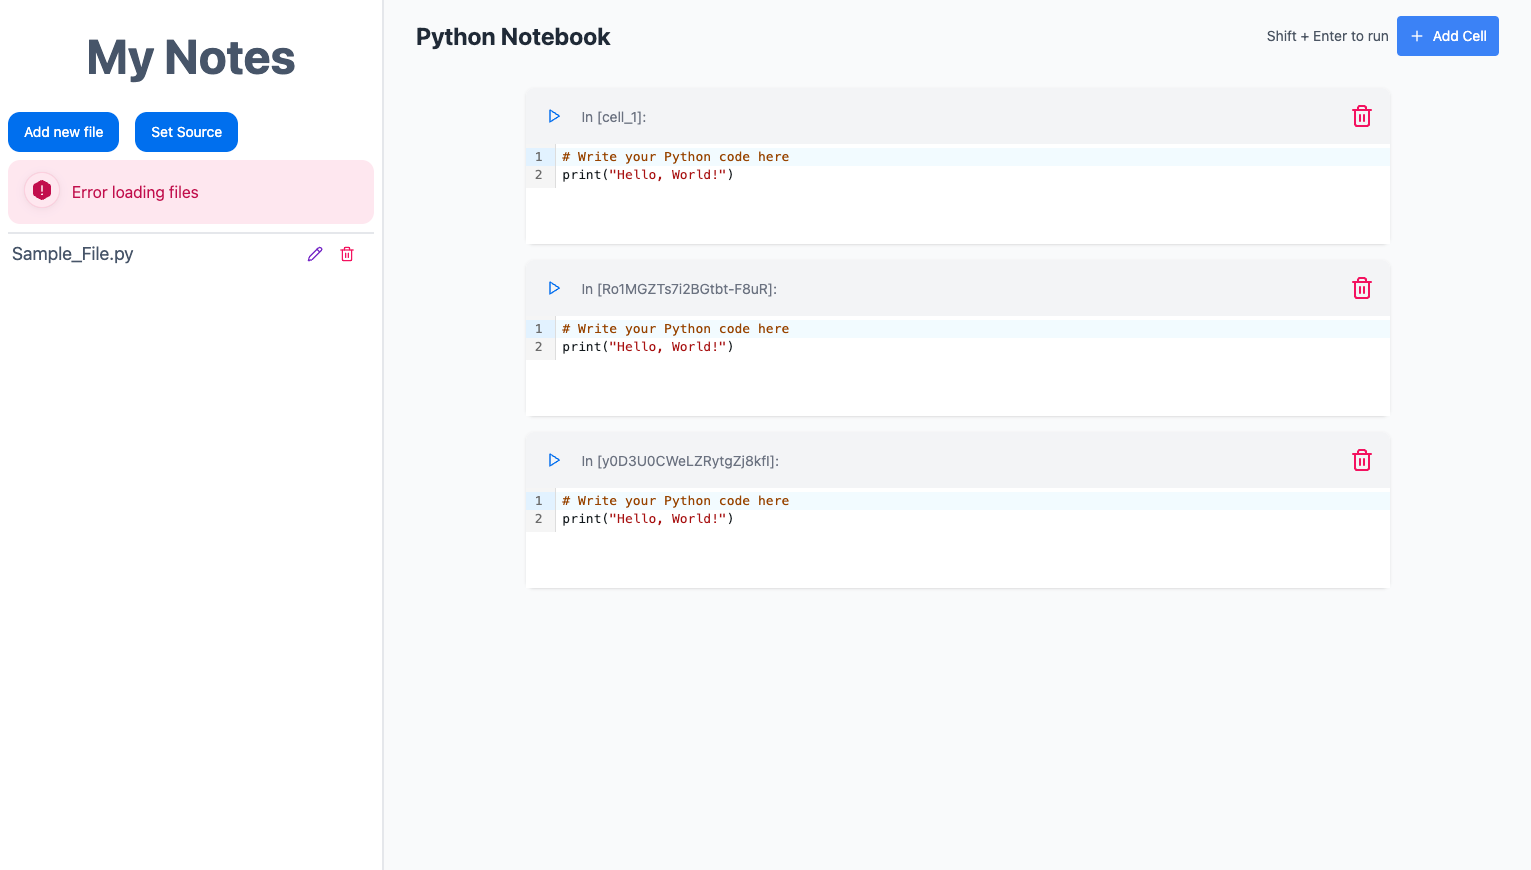 My Notes
Add new file
Set Source
Error loading files
Sample_File.py
Python Notebook
Shift + Enter to run
Add Cell
In [cell_1]:
1 # Write your Python code here
2 print("Hello, World!")
In [Ro1MGZTs7i2BGtbt-F8uR]:
1 # Write your Python code here
2 print("Hello, World!")
In [y0D3U0CWeLZRytgZj8kfl]:
1 # Write your Python code here
2 print("Hello, World!")